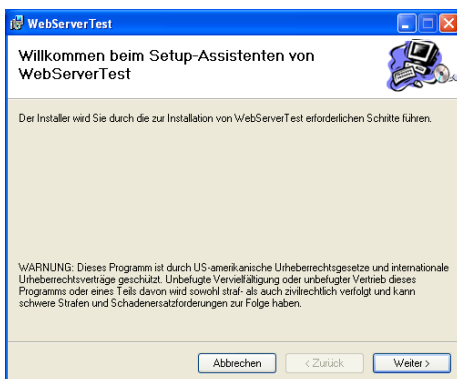 WebServerTest
Willkommen beim Setup-Assistenten von
WebServerTest
Der Installer wird Sie durch die zur Installation von WebServerTest erforderlichen Schritte führen.
WARNUNG: Dieses Programm ist durch US-amerikanische Urheberrechtsgesetze und internationale
Urheberrechtsverträge geschützt. Unbefugte Vervielfältigung oder unbefugter Vertrieb dieses
Programms oder eines Teils davon wird sowohl straf- als auch zivilrechtlich verfolgt und kann
schwere Strafen und Schadenersatzforderungen zur Folge haben.
Abbrechen < Zurück Weiter >